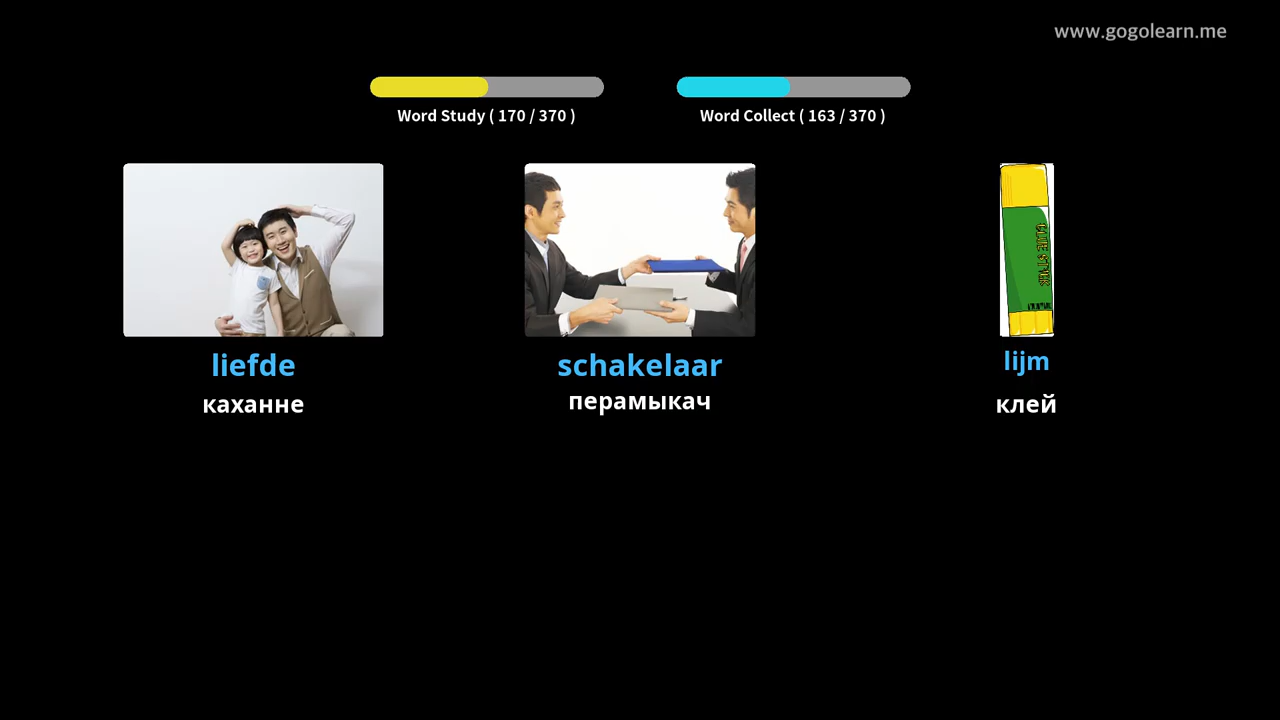 www.gogolearn.me
Word Study ( 170 / 370 )
Word Collect ( 163 / 370 )
liefde
schakelaar
lijm
каханне
перамыкач
клей